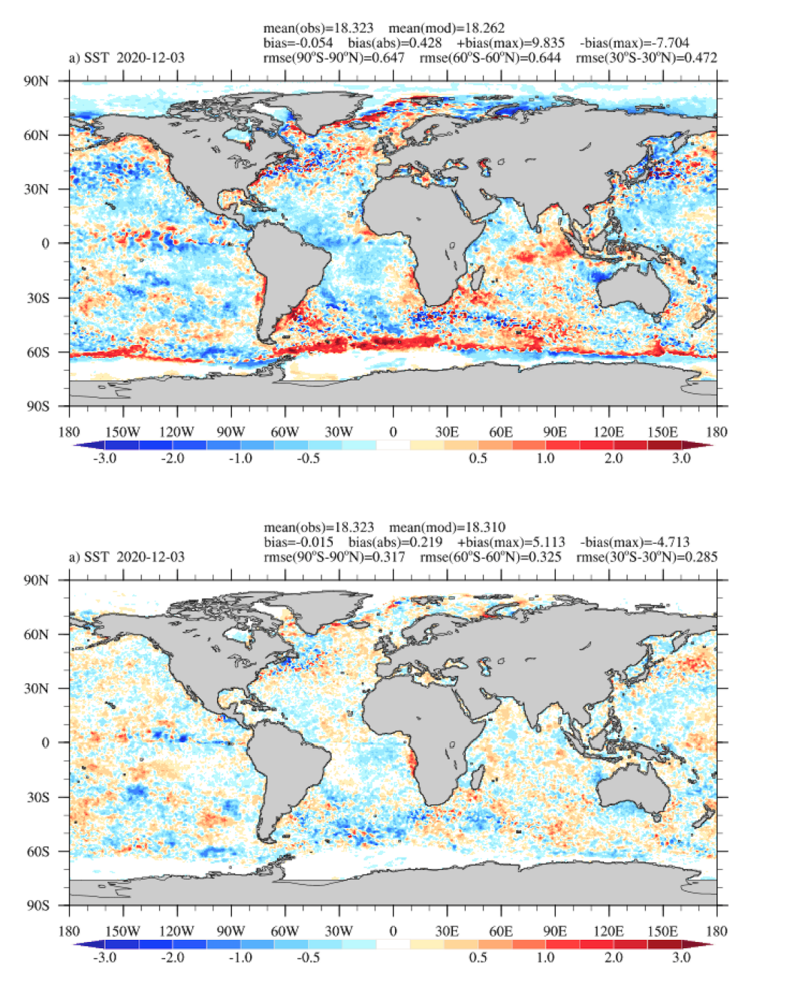 mean(obs)=18.323 mean(mod)=18.262
bias=-0.054 bias(abs)=0.428 +bias(max)=9.835 -bias(max)=-7.704
a) SST 2020-12-03 rmse(90°S-90°N)=0.647 rmse(60°S-60°N)=0.644 rmse(30°S-30°N)=0.472
90N
60N
30N
0
30S
60S
90S
180 150W 120W 90W 60W 30W 0 30E 60E 90E 120E 150E 180
-3.0 -2.0 -1.0 -0.5 0.5 1.0 2.0 3.0
mean(obs)=18.323 mean(mod)=18.310
bias=-0.015 bias(abs)=0.219 +bias(max)=5.113 -bias(max)=-4.713
a) SST 2020-12-03 rmse(90°S-90°N)=0.317 rmse(60°S-60°N)=0.325 rmse(30°S-30°N)=0.285
90N
60N
30N
0
30S
60S
90S
180 150W 120W 90W 60W 30W 0 30E 60E 90E 120E 150E 180
-3.0 -2.0 -1.0 -0.5 0.5 1.0 2.0 3.0